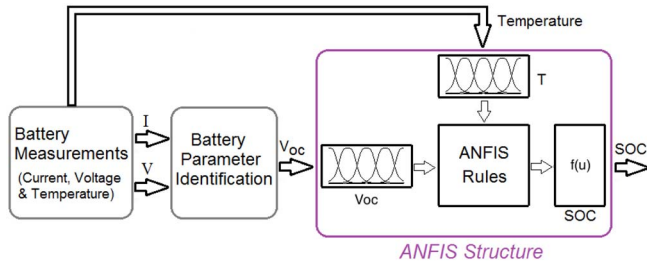 Temperature
Battery
Measurements
(Current, Voltage
& Temperature)
I
V
Battery
Parameter
Identification
Voc
T
Voc
ANFIS
Rules
f(u)
SOC
SOC
ANFIS Structure